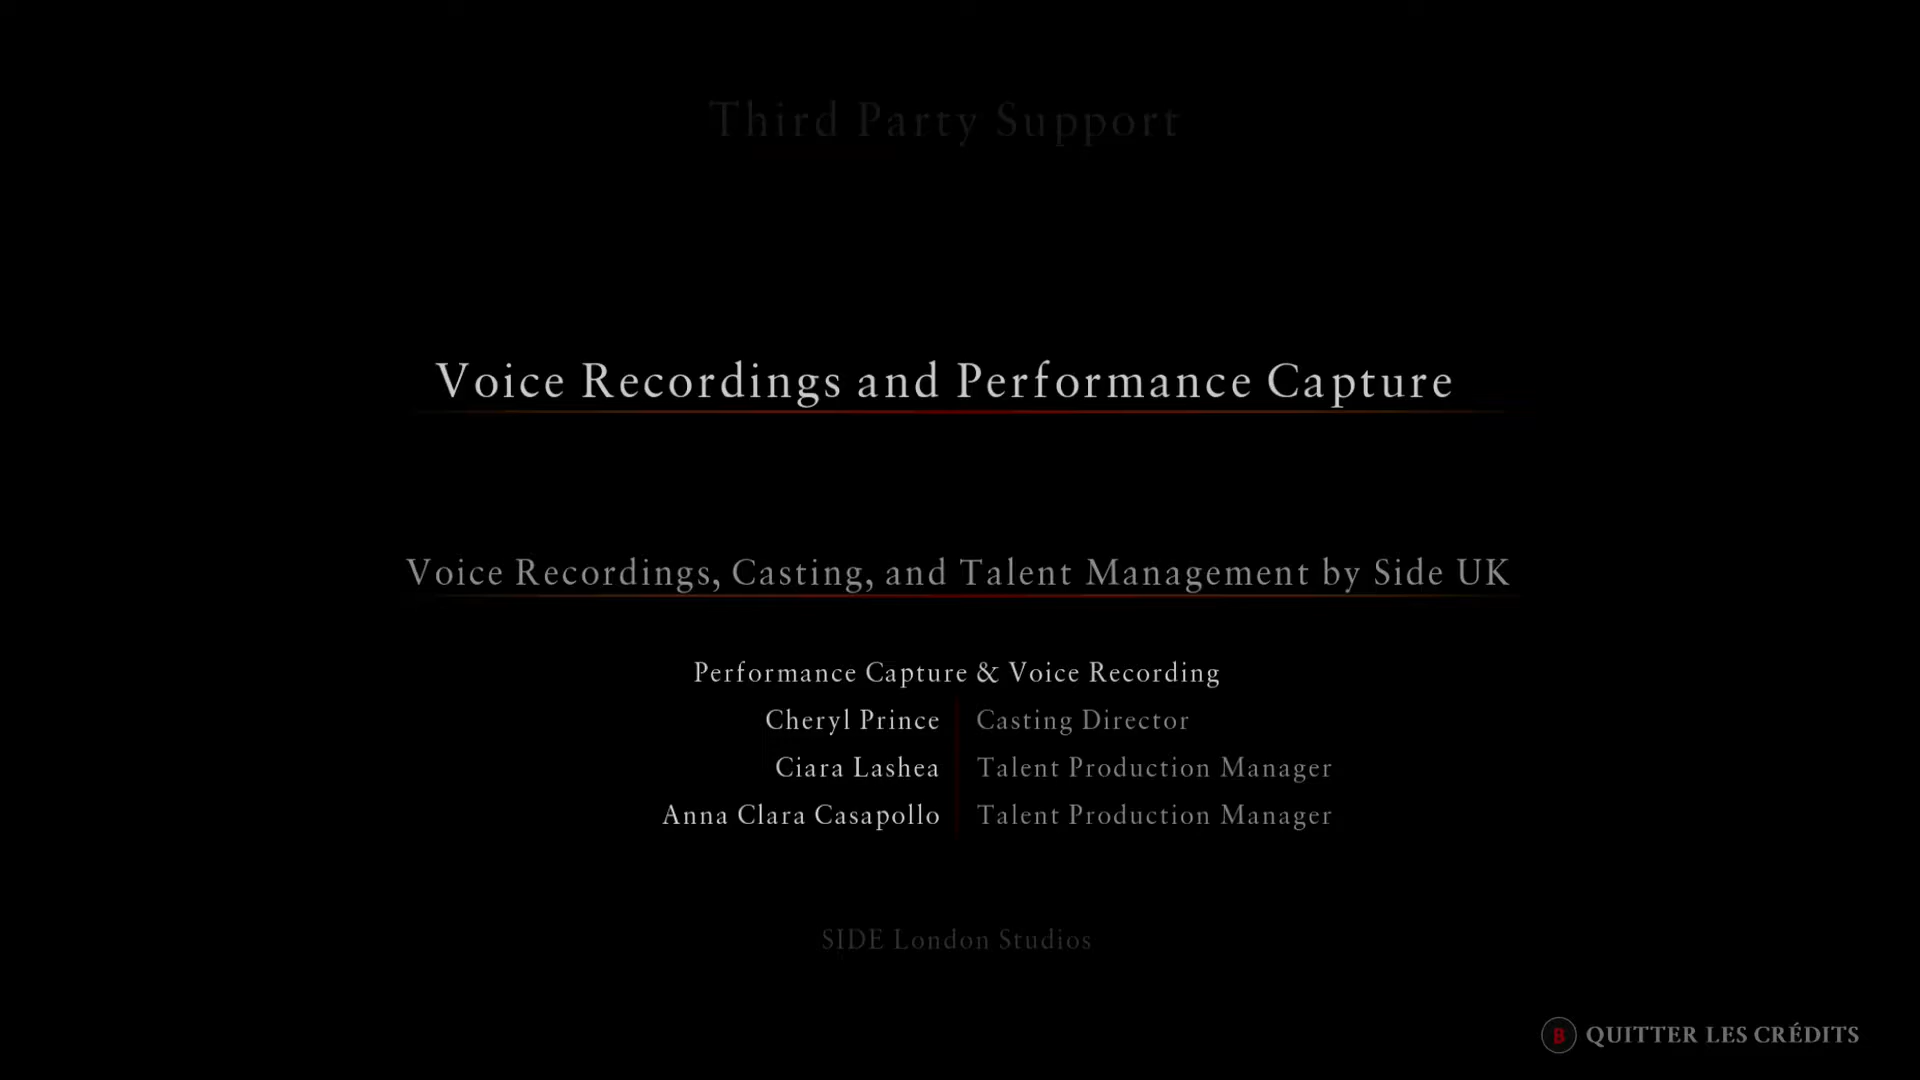 Third Party Support
Voice Recordings and Performance Capture
Voice Recordings, Casting, and Talent Management by Side UK
Performance Capture & Voice Recording
Cheryl Prince Casting Director
Ciara Lashea Talent Production Manager
Anna Clara Casapollo Talent Production Manager
SIDE London Studios
B QUITTER LES CRÉDITS